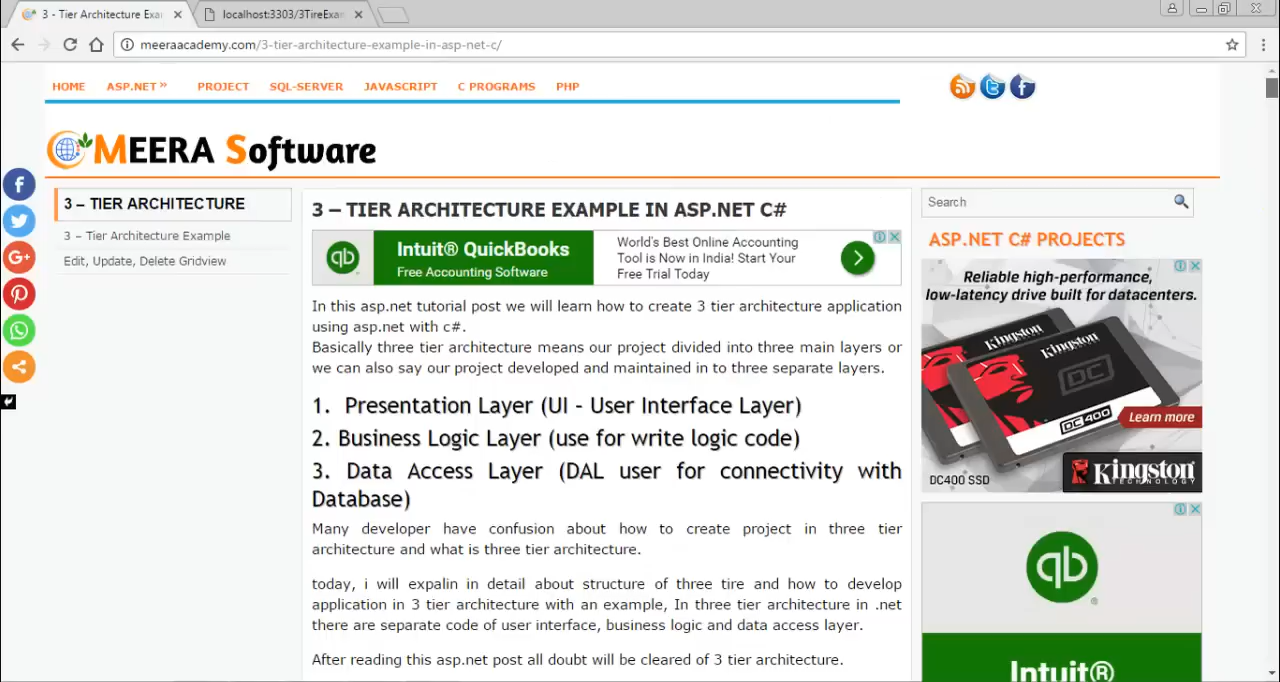 3 - Tier Architecture Exam
localhost:3303/3TireExam
meeraacademy.com/3-tier-architecture-example-in-asp-net-c/
HOME ASP.NET » PROJECT SQL-SERVER JAVASCRIPT C PROGRAMS PHP
MEERA Software
3 – TIER ARCHITECTURE
3 – Tier Architecture Example
Edit, Update, Delete Gridview
3 – TIER ARCHITECTURE EXAMPLE IN ASP.NET C#
qb
Intuit® QuickBooks
Free Accounting Software
World's Best Online Accounting
Tool is Now in India! Start Your
Free Trial Today
In this asp.net tutorial post we will learn how to create 3 tier architecture application
using asp.net with c#.
Basically three tier architecture means our project divided into three main layers or
we can also say our project developed and maintained in to three separate layers.
1. Presentation Layer (UI - User Interface Layer)
2. Business Logic Layer (use for write logic code)
3. Data Access Layer (DAL user for connectivity with
Database)
Many developer have confusion about how to create project in three tier
architecture and what is three tier architecture.
today, i will expalin in detail about structure of three tire and how to develop
application in 3 tier architecture with an example, In three tier architecture in .net
there are separate code of user interface, business logic and data access layer.
After reading this asp.net post all doubt will be cleared of 3 tier architecture.
Search
ASP.NET C# PROJECTS
Reliable high-performance,
low-latency drive built for datacenters.
Kingston
Kingston
DC
DC400
Learn more
DC400 SSD
Kingston
TECHNOLOGY
qb
Intuit®